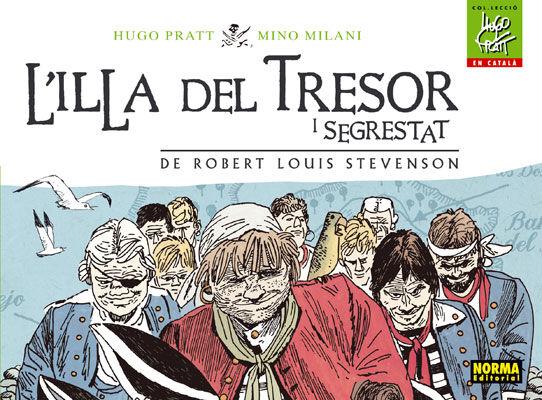 COL·LECCIÓ
HUGO
PRATT
EN CATALÀ
HUGO PRATT MINO MILANI
L'ILLA DEL TRESOR
I SEGRESTAT
DE ROBERT LOUIS STEVENSON
NORMA
Editorial